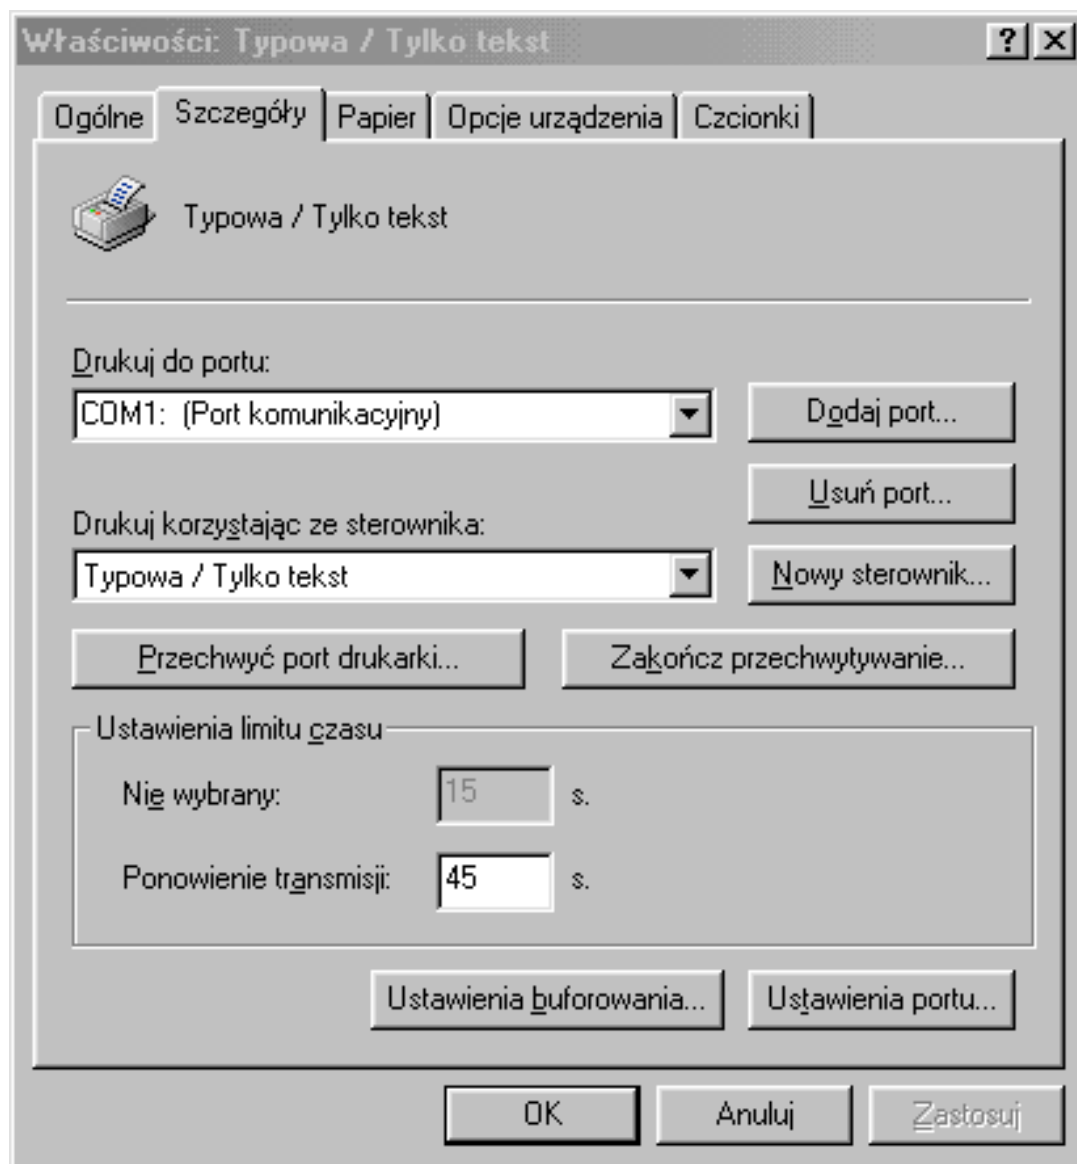 Właściwości: Typowa / Tylko tekst
Ogólne Szczegóły Papier Opcje urządzenia Czcionki
Typowa / Tylko tekst
Drukuj do portu:
COM1: (Port komunikacyjny)
Dodaj port...
Usuń port...
Drukuj korzystając ze sterownika:
Typowa / Tylko tekst
Nowy sterownik...
Przechwyć port drukarki... Zakończ przechwytywanie...
Ustawienia limitu czasu
Nie wybrany: 15 s.
Ponowienie transmisji: 45 s.
Ustawienia buforowania... Ustawienia portu...
OK Anuluj Zastosuj